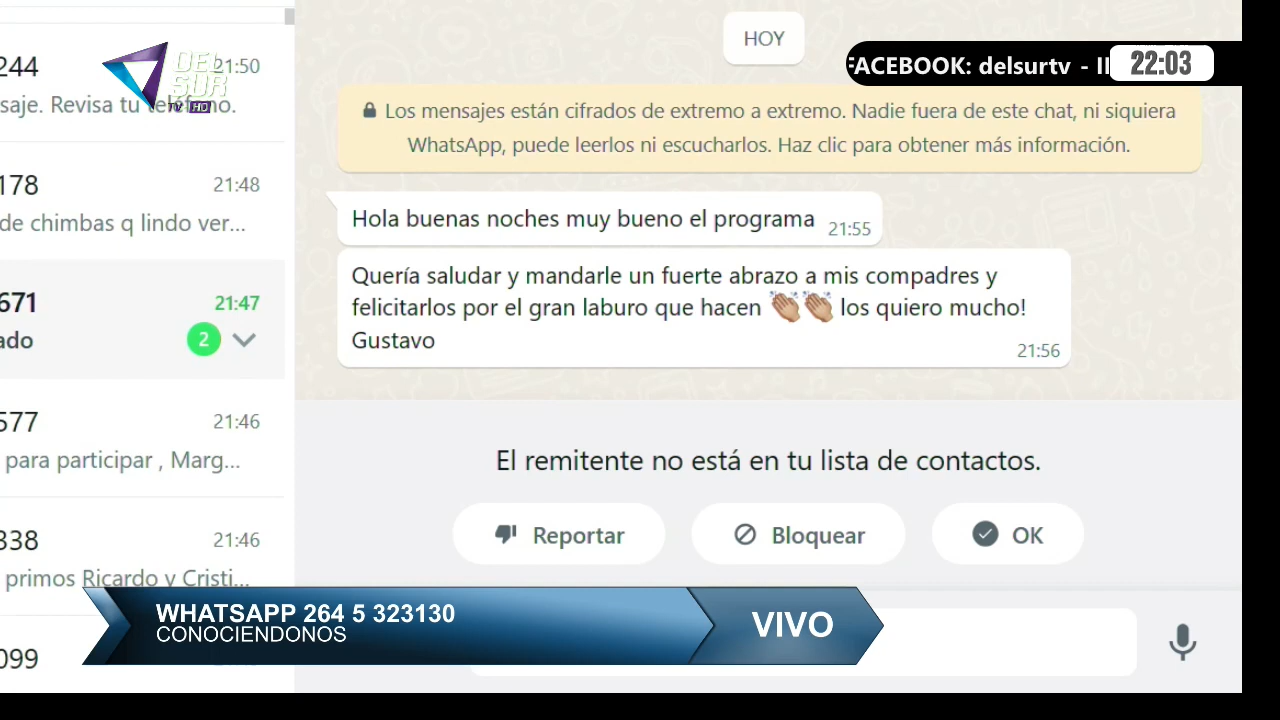 244
21:50
saje. Revisa tu teléfono.
DEL
SUR
TV HD
178
21:48
de chimbas q lindo ver...
671
21:47
ado
2
577
21:46
para participar , Marg...
338
21:46
primos Ricardo y Cristi...
099
HOY
FACEBOOK: delsurtv - I
22:03
Los mensajes están cifrados de extremo a extremo. Nadie fuera de este chat, ni siquiera
WhatsApp, puede leerlos ni escucharlos. Haz clic para obtener más información.
Hola buenas noches muy bueno el programa
21:55
Quería saludar y mandarle un fuerte abrazo a mis compadres y
felicitarlos por el gran laburo que hacen 👏🏼👏🏼 los quiero mucho!
Gustavo
21:56
El remitente no está en tu lista de contactos.
Reportar
Bloquear
OK
WHATSAPP 264 5 323130
CONOCIENDONOS
VIVO